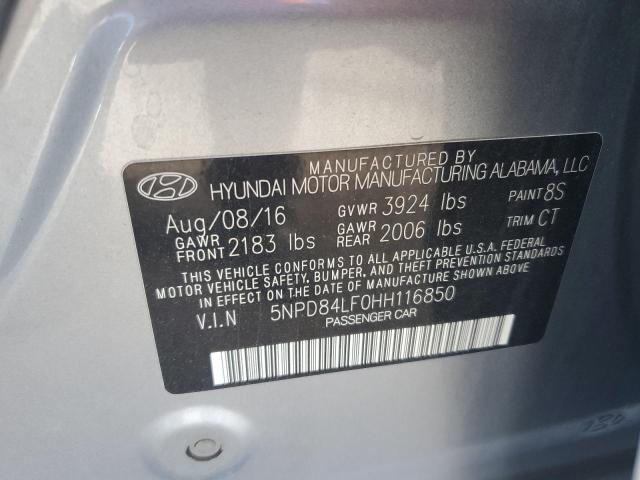 MANUFACTURED BY
HYUNDAI MOTOR MANUFACTURING ALABAMA, LLC
Aug/08/16 GVWR 3924 lbs PAINT 8S
GAWR FRONT 2183 lbs GAWR REAR 2006 lbs TRIM CT
THIS VEHICLE CONFORMS TO ALL APPLICABLE U.S.A. FEDERAL
MOTOR VEHICLE SAFETY, BUMPER, AND THEFT PREVENTION STANDARDS
IN EFFECT ON THE DATE OF MANUFACTURE SHOWN ABOVE
V.I.N 5NPD84LF0HH116850
PASSENGER CAR